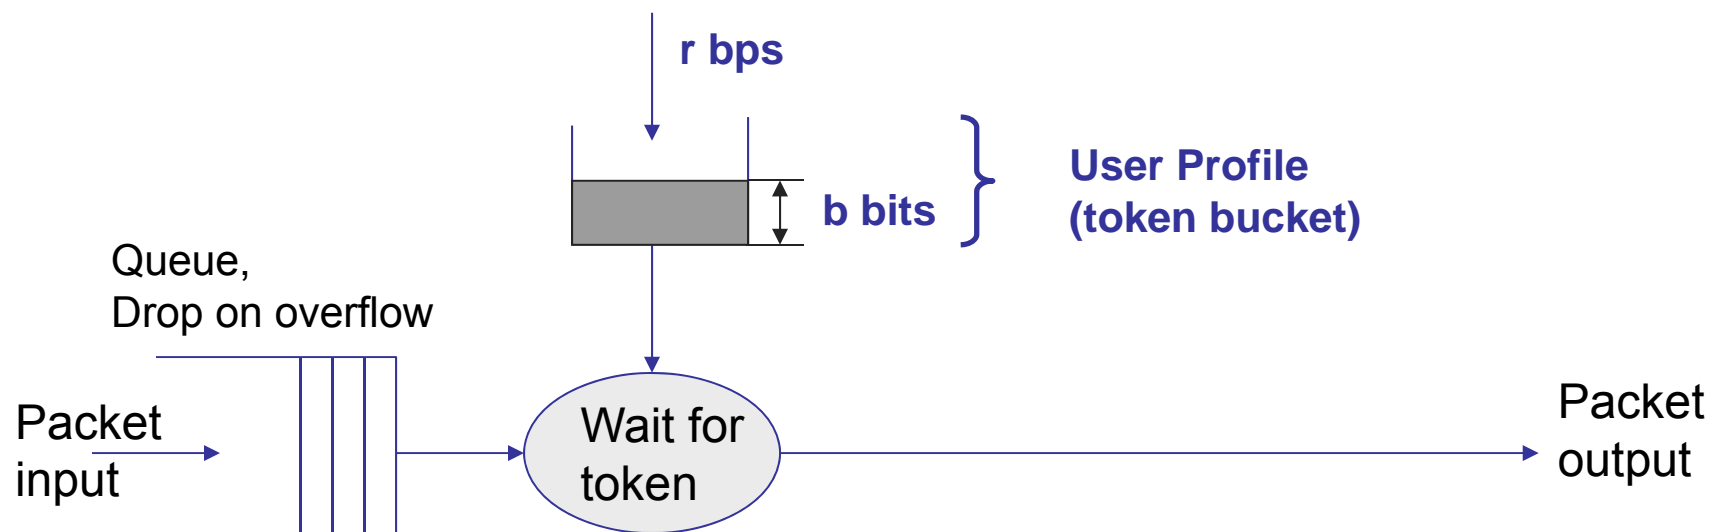 r bps
b bits
User Profile
(token bucket)
Queue,
Drop on overflow
Packet
input
Wait for
token
Packet
output